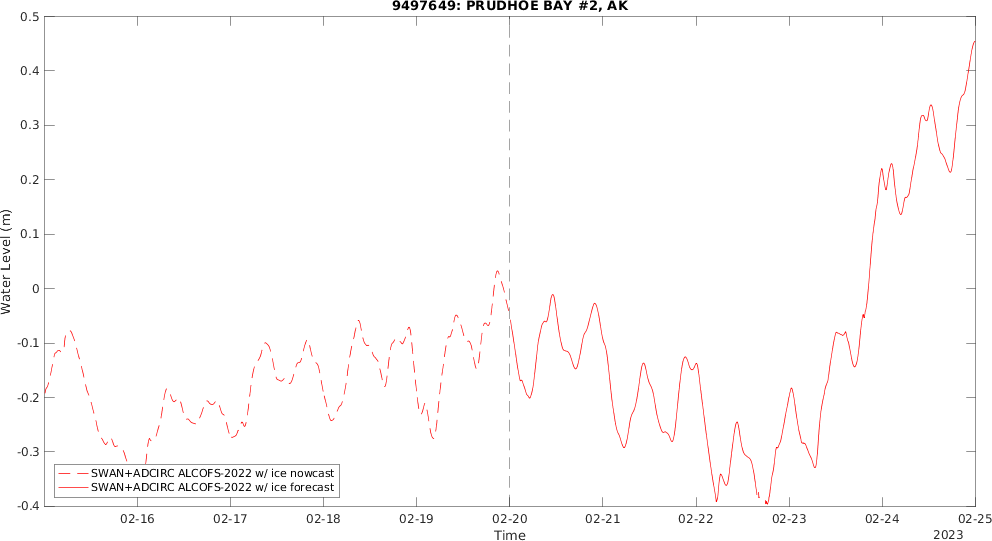 9497649: PRUDHOE BAY #2, AK
0.5
0.4
0.3
0.2
0.1
0
-0.1
-0.2
-0.3
-0.4
Water Level (m)
SWAN+ADCIRC ALCOFS-2022 w/ ice nowcast
SWAN+ADCIRC ALCOFS-2022 w/ ice forecast
02-16 02-17 02-18 02-19 02-20 02-21 02-22 02-23 02-24 02-25
Time
2023